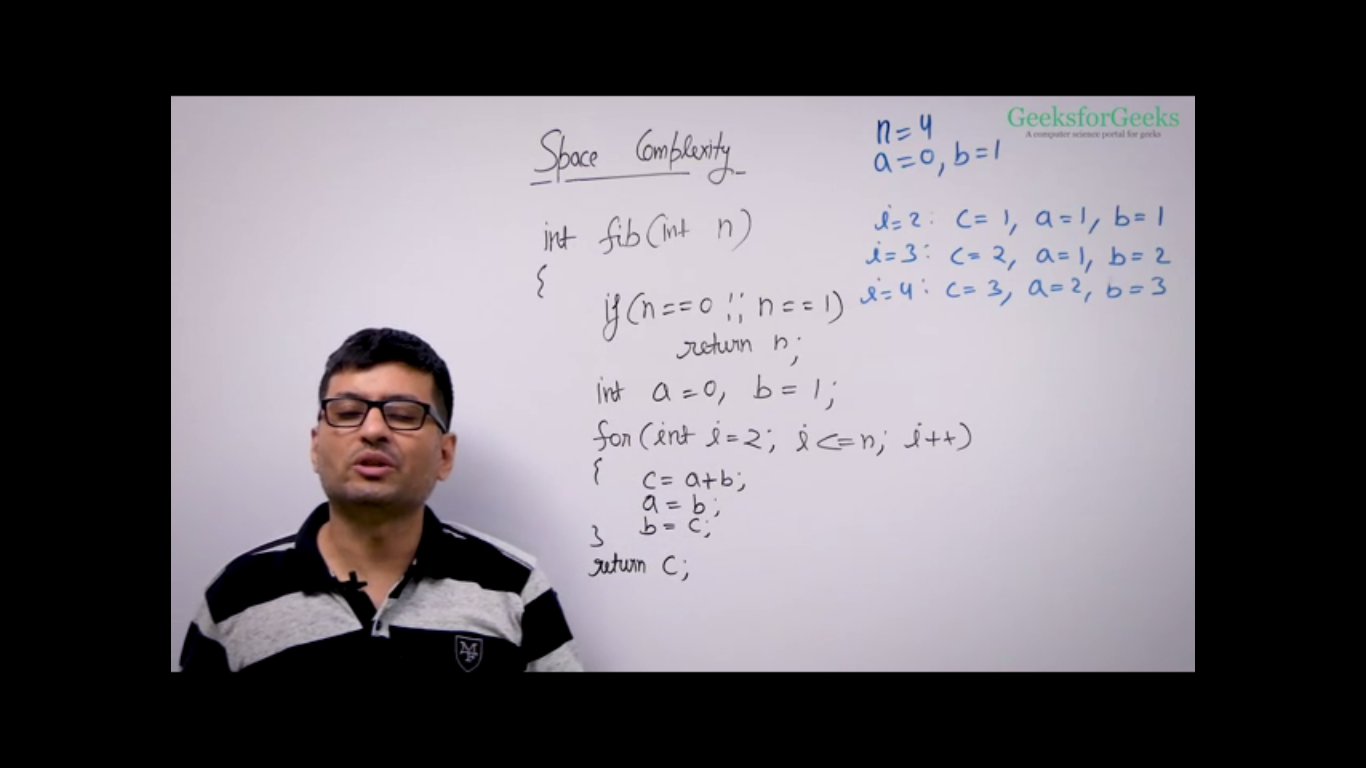 GeeksforGeeks
A computer science portal for geeks
Space Complexity
int fib(int n)
{
if(n==0 || n==1)
return n;
int a=0, b=1;
for(int i=2; i<=n; i++)
{
c= a+b;
a=b;
b=c;
}
return c;
n=4
a=0, b=1
i=2: c=1, a=1, b=1
i=3: c=2, a=1, b=2
i=4: c=3, a=2, b=3
MF